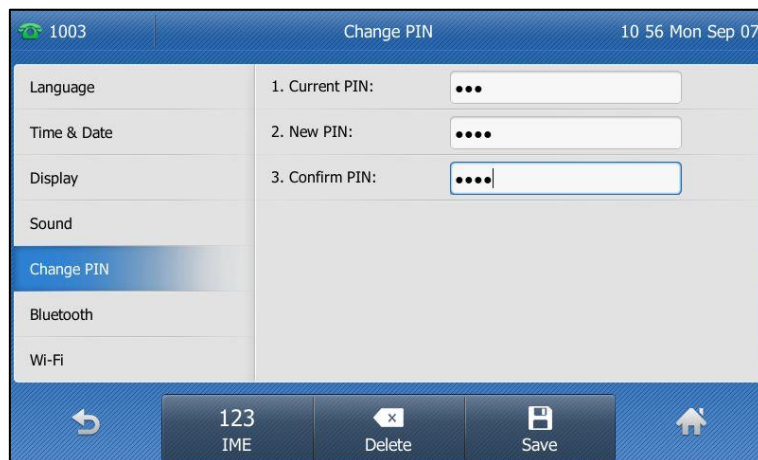 1003 Change PIN 10 56 Mon Sep 07
Language
Time & Date
Display
Sound
Change PIN
Bluetooth
Wi-Fi
1. Current PIN: •••
2. New PIN: ••••
3. Confirm PIN: ••••
123
IME
Delete
Save